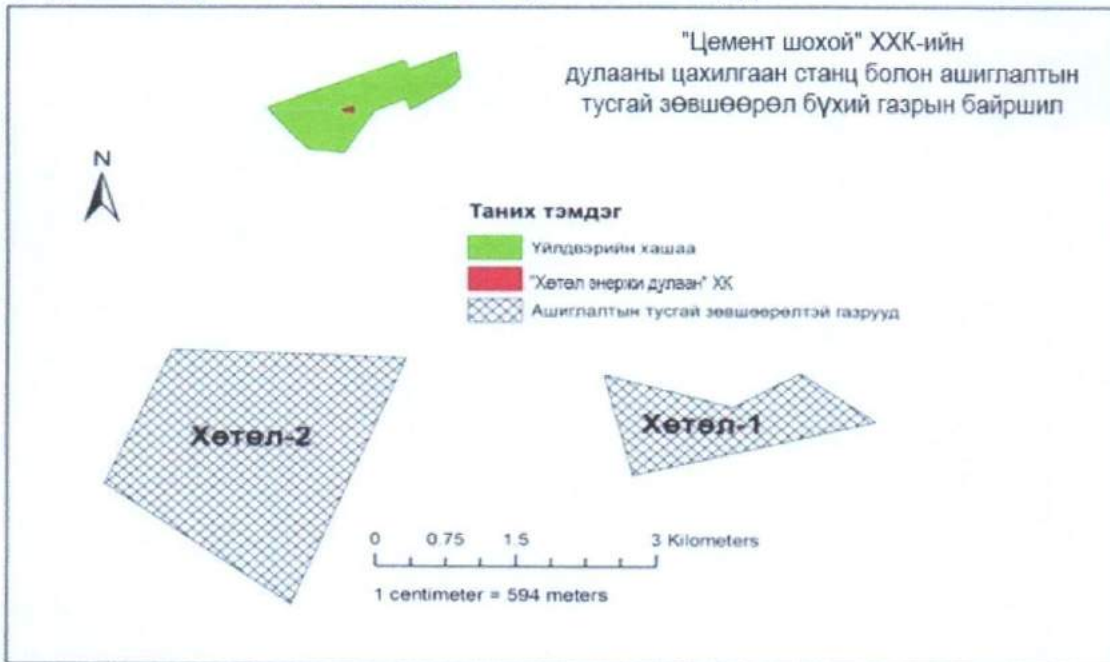 "Цемент шохой" ХХК-ийн
дулааны цахилгаан станц болон ашиглалтын
тусгай зөвшөөрөл бүхий газрын байршил
N
Таних тэмдэг
Үйлдвэрийн хашаа
"Хөтөл энержи дулаан" ХК
Ашиглалтын тусгай зөвшөөрөлтэй газрууд
Хөтөл-2
Хөтөл-1
0 0.75 1.5 3 Kilometers
1 centimeter = 594 meters